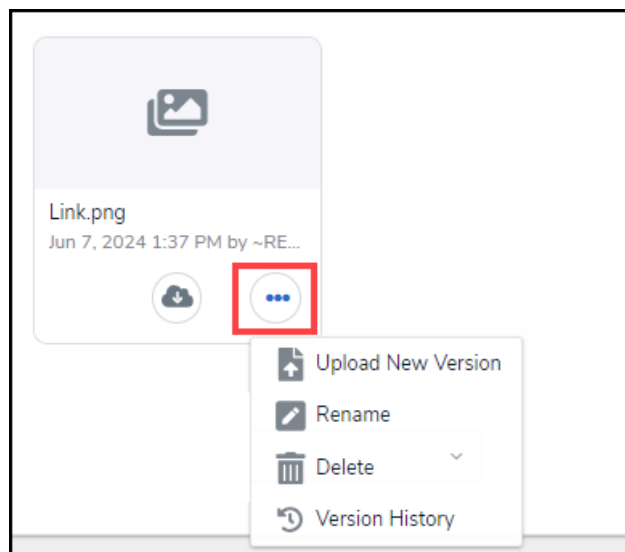 Link.png
Jun 7, 2024 1:37 PM by ~RE...
Upload New Version
Rename
Delete
Version History